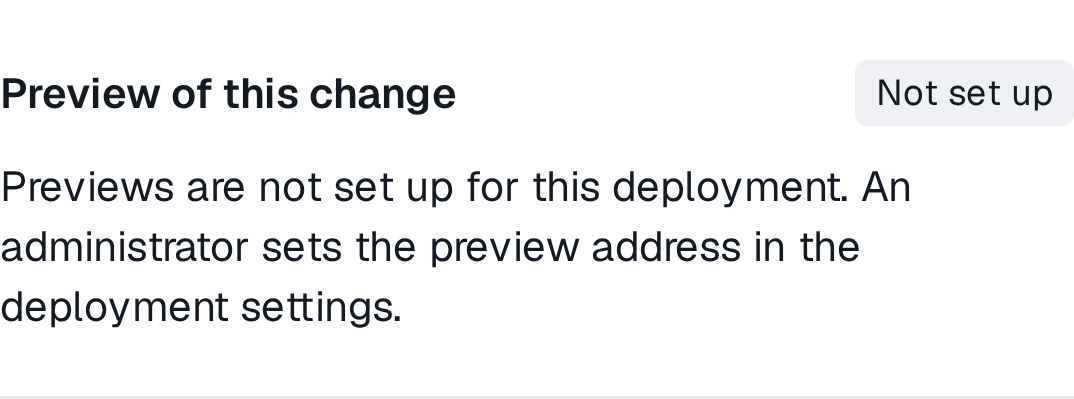 Preview of this change
Not set up
Previews are not set up for this deployment. An
administrator sets the preview address in the
deployment settings.